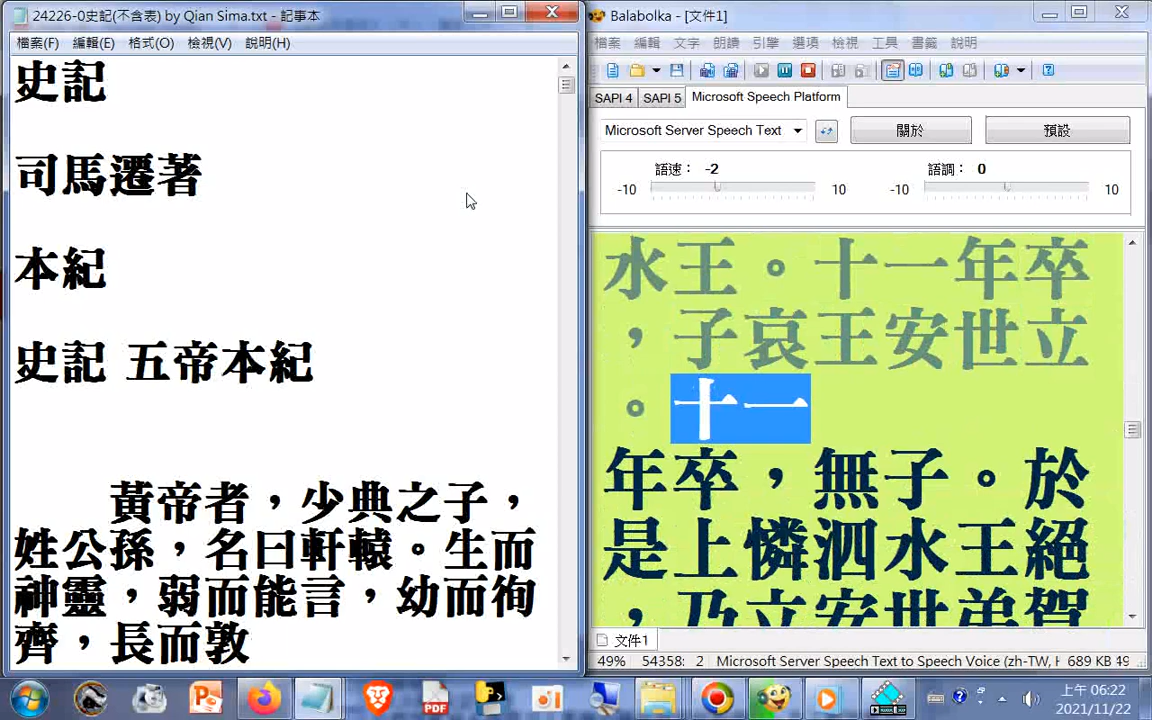 24226-0史記(不含表) by Qian Sima.txt - 記事本
檔案(F) 編輯(E) 格式(O) 檢視(V) 說明(H)
史記
司馬遷著
本紀
史記 五帝本紀
黃帝者，少典之子，
姓公孫，名曰軒轅。生而
神靈，弱而能言，幼而徇
齊，長而敦
Balabolka - [文件1]
檔案 編輯 文字 朗讀 引擎 選項 檢視 工具 書籤 說明
SAPI 4 SAPI 5 Microsoft Speech Platform
Microsoft Server Speech Text 關於 預設
語速： -2 語調： 0
-10 10 -10 10
水王。十一年卒
，子哀王安世立
。十一
年卒，無子。於
是上憐泗水王絕
，乃立安世弟賀
文件1
49% 54358: 2 Microsoft Server Speech Text to Speech Voice (zh-TW, H 689 KB 49
PDF
上午 06:22
2021/11/22